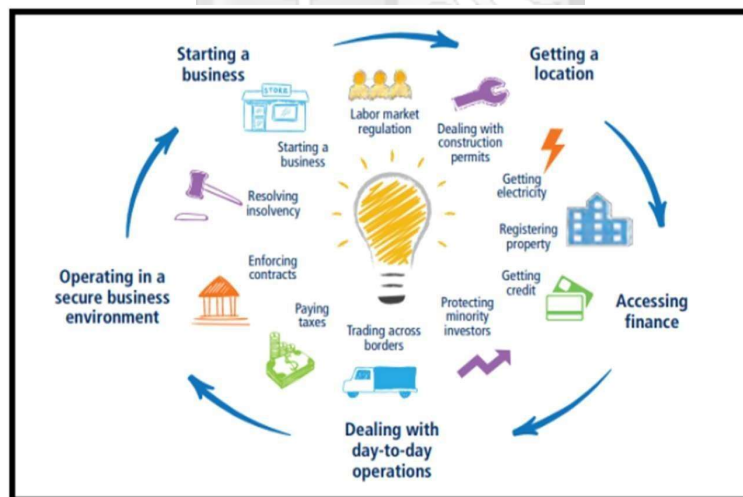 Starting a
business
Getting a
location
STORE
Labor market
regulation
Dealing with
construction
permits
Starting a
business
Getting
electricity
Resolving
insolvency
Registering
property
Enforcing
contracts
Getting
credit
Operating in a
secure business
environment
Accessing
finance
Paying
taxes
Trading across
borders
Protecting
minority
investors
Dealing with
day-to-day
operations